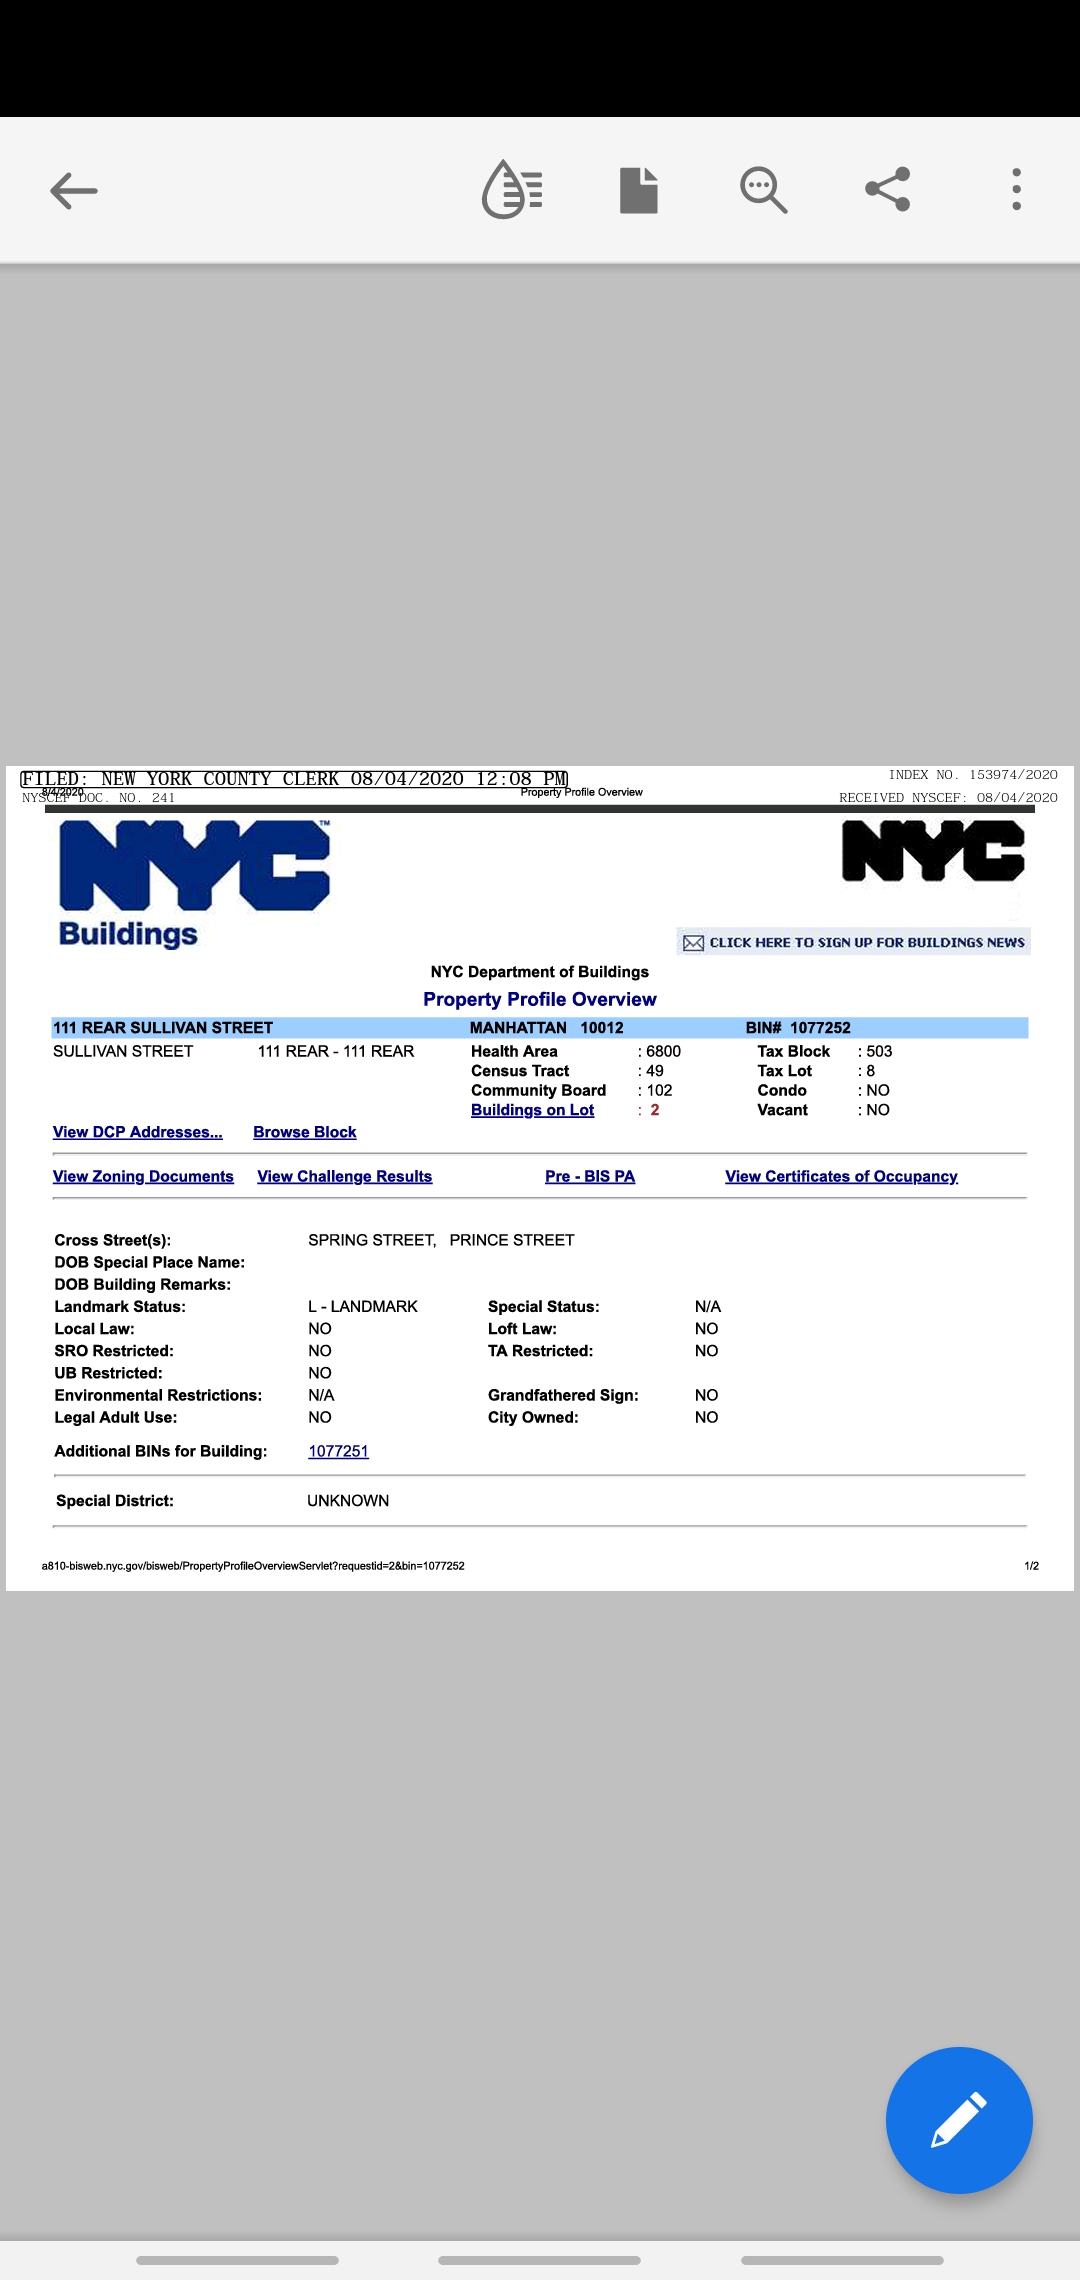 FILED: NEW YORK COUNTY CLERK 08/04/2020 12:08 PM
INDEX NO. 153974/2020
8/4/2020
Property Profile Overview
NYSCEF DOC. NO. 241
RECEIVED NYSCEF: 08/04/2020
NYC™
NYC
Buildings
CLICK HERE TO SIGN UP FOR BUILDINGS NEWS
NYC Department of Buildings
Property Profile Overview
111 REAR SULLIVAN STREET MANHATTAN 10012 BIN# 1077252
SULLIVAN STREET 111 REAR - 111 REAR Health Area : 6800 Tax Block : 503
Census Tract : 49 Tax Lot : 8
Community Board : 102 Condo : NO
Buildings on Lot : 2 Vacant : NO
View DCP Addresses... Browse Block
View Zoning Documents View Challenge Results Pre - BIS PA View Certificates of Occupancy
Cross Street(s): SPRING STREET, PRINCE STREET
DOB Special Place Name:
DOB Building Remarks:
Landmark Status: L - LANDMARK Special Status: N/A
Local Law: NO Loft Law: NO
SRO Restricted: NO TA Restricted: NO
UB Restricted: NO
Environmental Restrictions: N/A Grandfathered Sign: NO
Legal Adult Use: NO City Owned: NO
Additional BINs for Building: 1077251
Special District: UNKNOWN
a810-bisweb.nyc.gov/bisweb/PropertyProfileOverviewServlet?requestid=2&bin=1077252 1/2